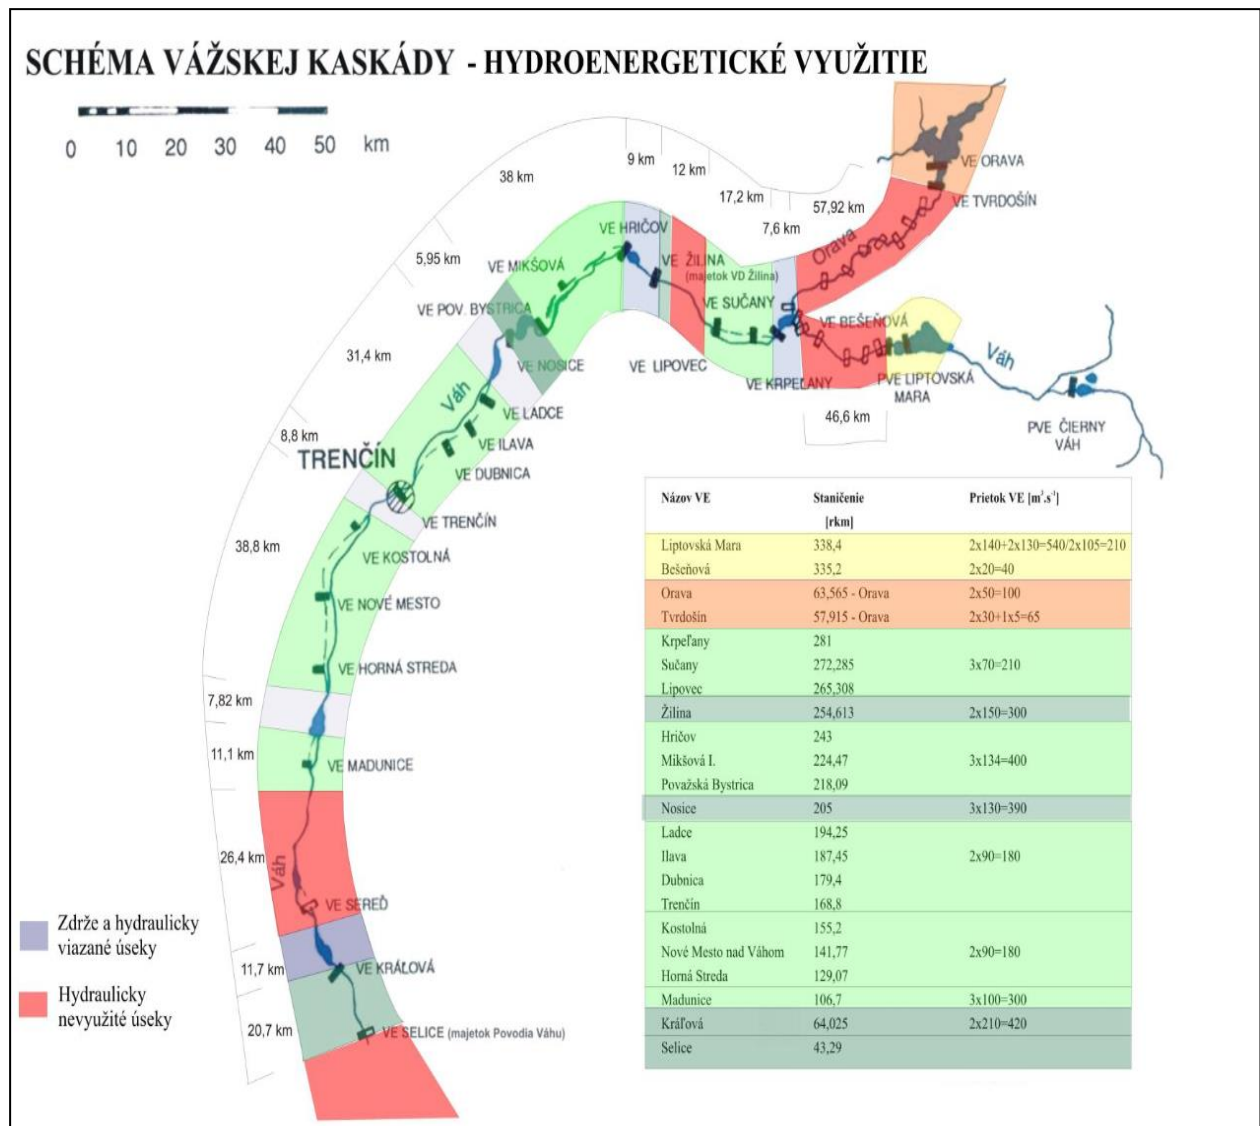 SCHÉMA VÁŽSKEJ KASKÁDY - HYDROENERGETICKÉ VYUŽITIE
0 10 20 30 40 50 km
38 km
9 km
12 km
17,2 km
7,6 km
57,92 km
5,95 km
31,4 km
8,8 km
38,8 km
7,82 km
11,1 km
26,4 km
11,7 km
20,7 km
46,6 km
VE ORAVA
VE TVRDOŠÍN
Orava
VE HRIČOV
VE ŽILINA
(majetok VD Žilina)
VE MIKŠOVÁ
VE SUČANY
VE POV. BYSTRICA
VE BEŠEŇOVÁ
Váh
VE NOSICE
VE LIPOVEC
VE KRPEĽANY
PVE LIPTOVSKÁ
MARA
PVE ČIERNY
VÁH
Váh
VE LADCE
VE ILAVA
VE DUBNICA
TRENČÍN
VE TRENČÍN
VE KOSTOLNÁ
VE NOVÉ MESTO
VE HORNÁ STREDA
VE MADUNICE
Váh
VE SEREĎ
VE KRÁĽOVÁ
VE SELICE (majetok Povodia Váhu)
Zdrže a hydraulicky
viazané úseky
Hydraulicky
nevyužité úseky
Názov VE Staničenie Prietok VE [m³.s⁻¹]
[rkm]
Liptovská Mara 338,4 2x140+2x130=540/2x105=210
Bešeňová 335,2 2x20=40
Orava 63,565 - Orava 2x50=100
Tvrdošín 57,915 - Orava 2x30+1x5=65
Krpeľany 281
Sučany 272,285 3x70=210
Lipovec 265,308
Žilina 254,613 2x150=300
Hričov 243
Mikšová I. 224,47 3x134=400
Považská Bystrica 218,09
Nosice 205 3x130=390
Ladce 194,25
Ilava 187,45 2x90=180
Dubnica 179,4
Trenčín 168,8
Kostolná 155,2
Nové Mesto nad Váhom 141,77 2x90=180
Horná Streda 129,07
Madunice 106,7 3x100=300
Kráľová 64,025 2x210=420
Selice 43,29